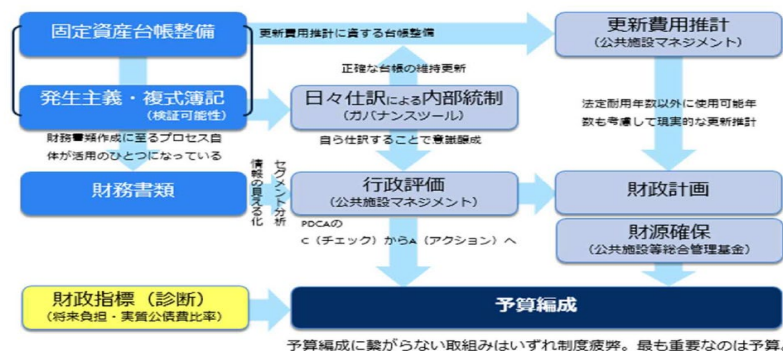 固定資産台帳整備
更新費用推計に資する台帳整備
更新費用推計
(公共施設マネジメント)
正確な台帳の維持更新
発生主義・複式簿記
(検証可能性)
日々仕訳による内部統制
(ガバナンスツール)
法定耐用年数以外に使用可能年
数も考慮して現実的な更新推計
財務書類作成に至るプロセス自
体が活用のひとつになっている
自ら仕訳することで意識醸成
財務書類
セグメント分析
情報の見える化
行政評価
(公共施設マネジメント)
財政計画
PDCAの
C(チェック)からA(アクション)へ
財源確保
(公共施設等総合管理基金)
財政指標(診断)
(将来負担・実質公債費比率)
予算編成
予算編成に繋がらない取組みはいずれ制度疲弊。最も重要なのは予算。